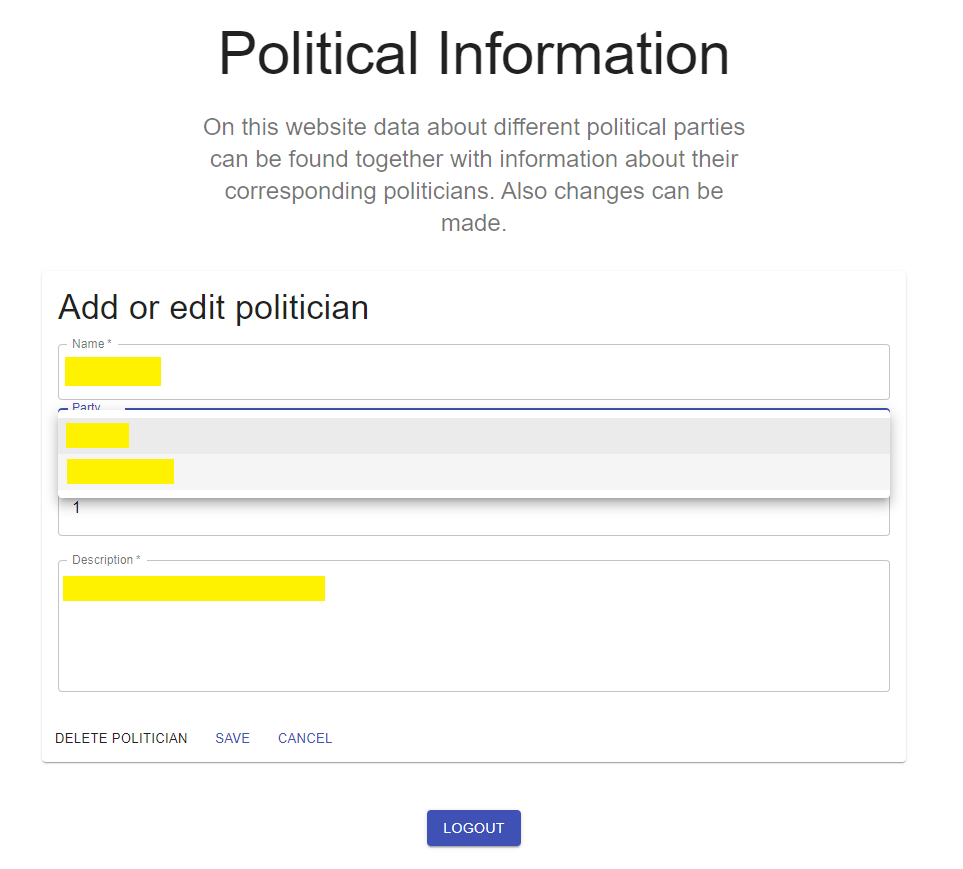 Political Information
On this website data about different political parties
can be found together with information about their
corresponding politicians. Also changes can be
made.
Add or edit politician
Name *
Party
1
Description *
DELETE POLITICIAN SAVE CANCEL
LOGOUT